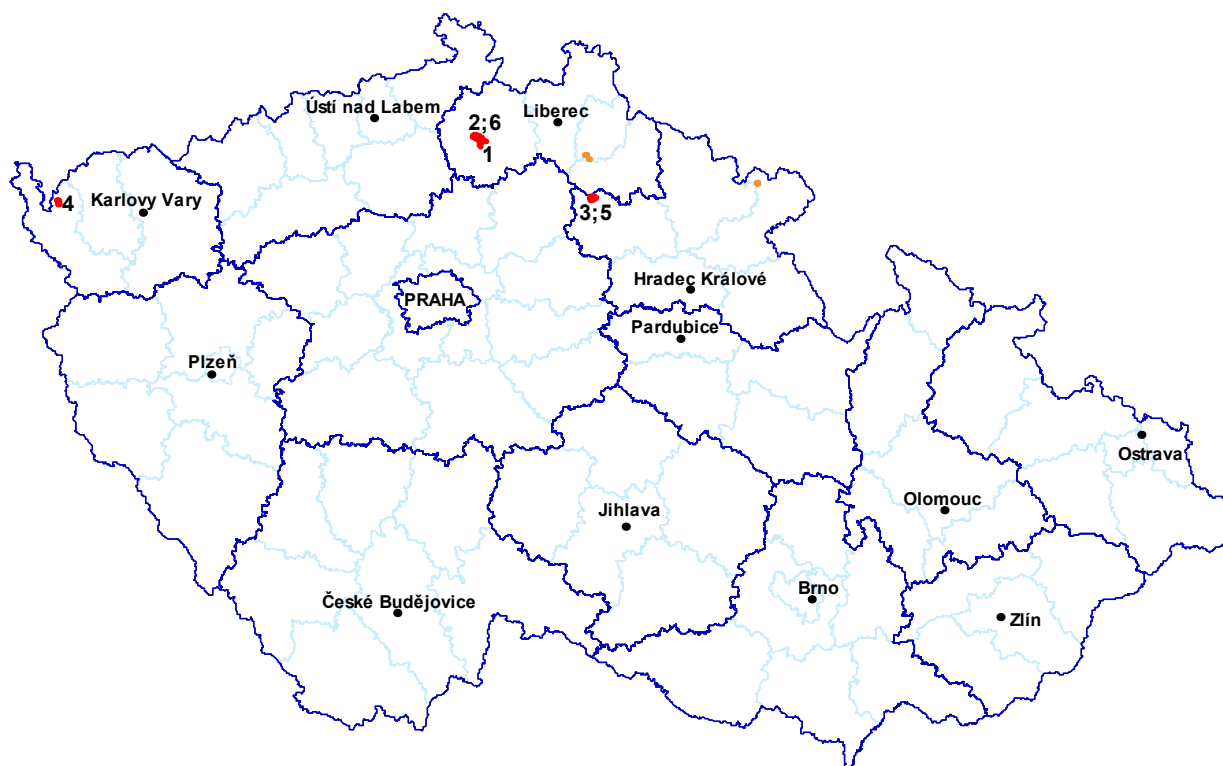 Ústí nad Labem
Liberec
2;6
1
Karlovy Vary
4
3;5
Hradec Králové
PRAHA
Pardubice
Plzeň
Ostrava
Olomouc
Jihlava
Brno
České Budějovice
Zlín